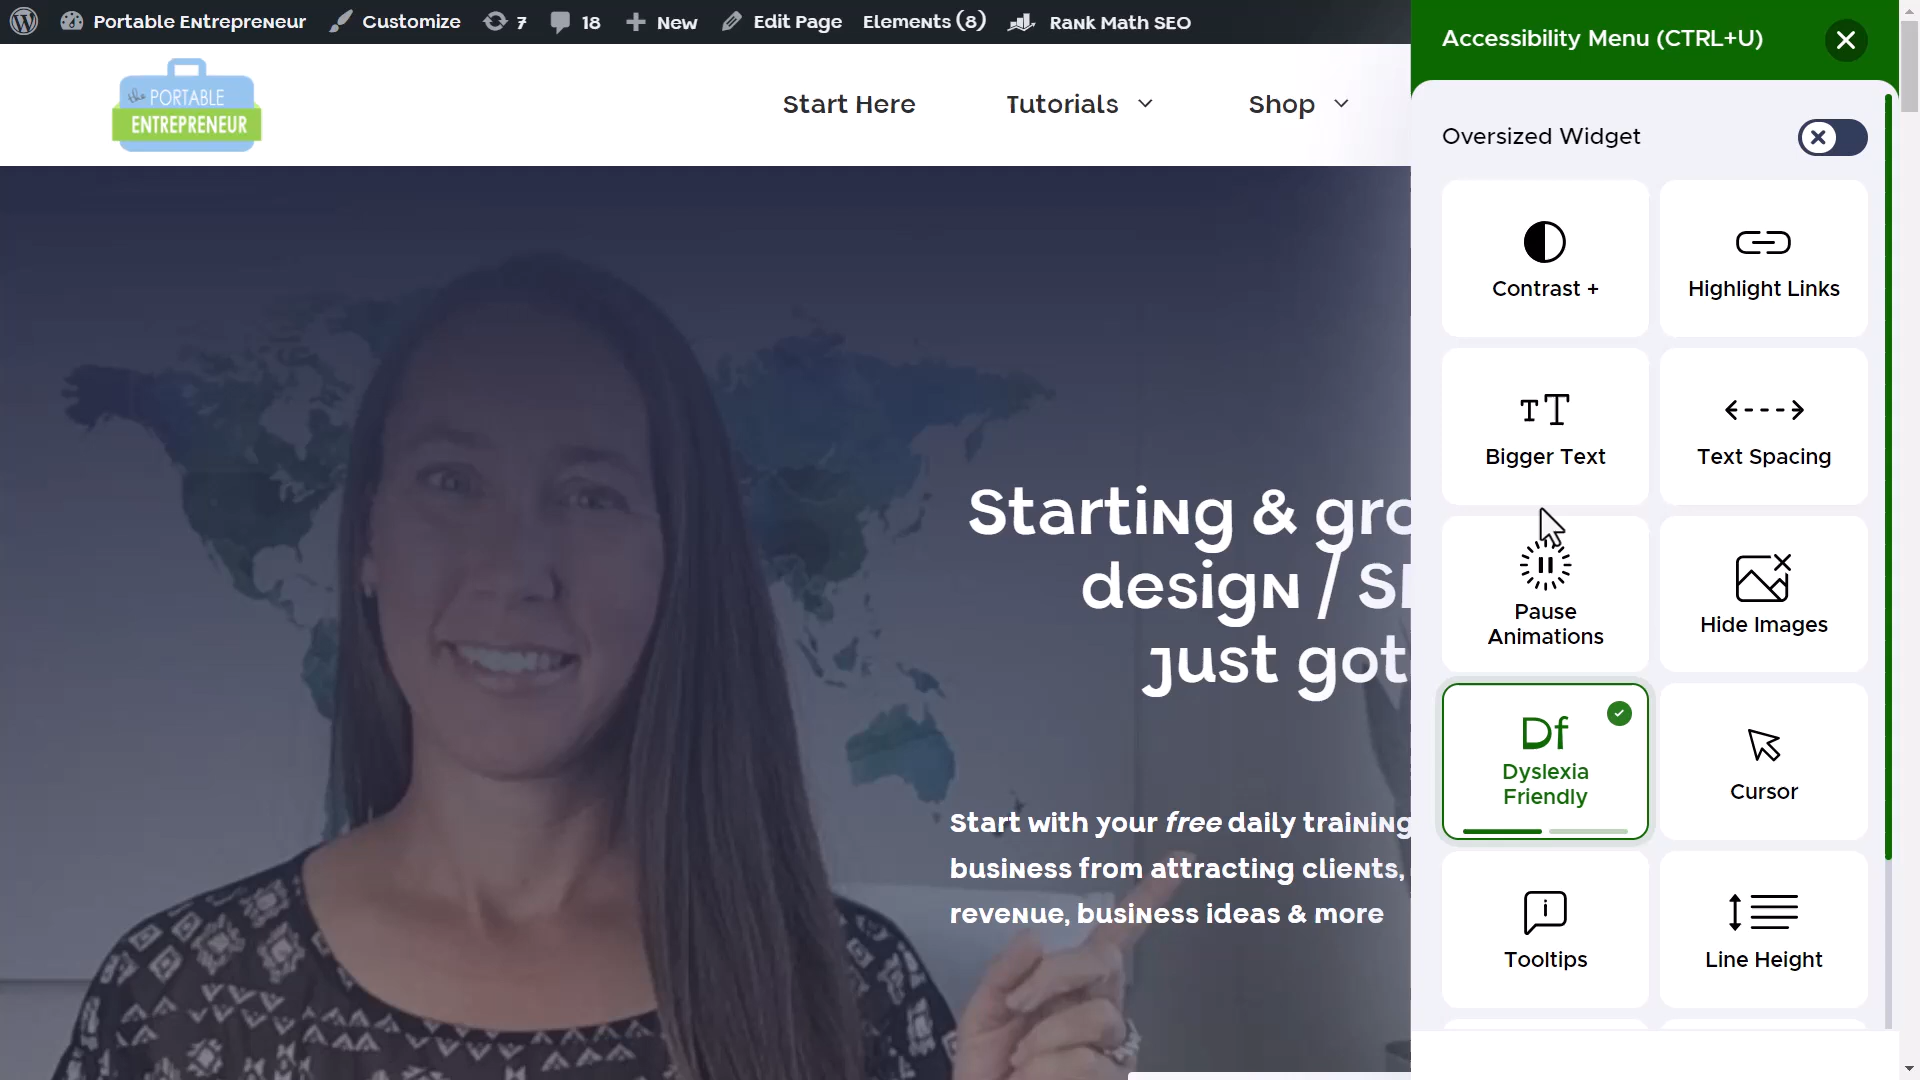 Portable Entrepreneur Customize 7 18 New Edit Page Elements (8) Rank Math SEO
Accessibility Menu (CTRL+U)
the PORTABLE
ENTREPRENEUR
Start Here Tutorials Shop
Oversized Widget
Contrast + Highlight Links
Bigger Text Text Spacing
Pause
Animations
Hide Images
Df
Dyslexia
Friendly
Cursor
Tooltips Line Height
Starting & gro
design / S
just got
Start with your free daily training
business from attracting clients,
revenue, business ideas & more